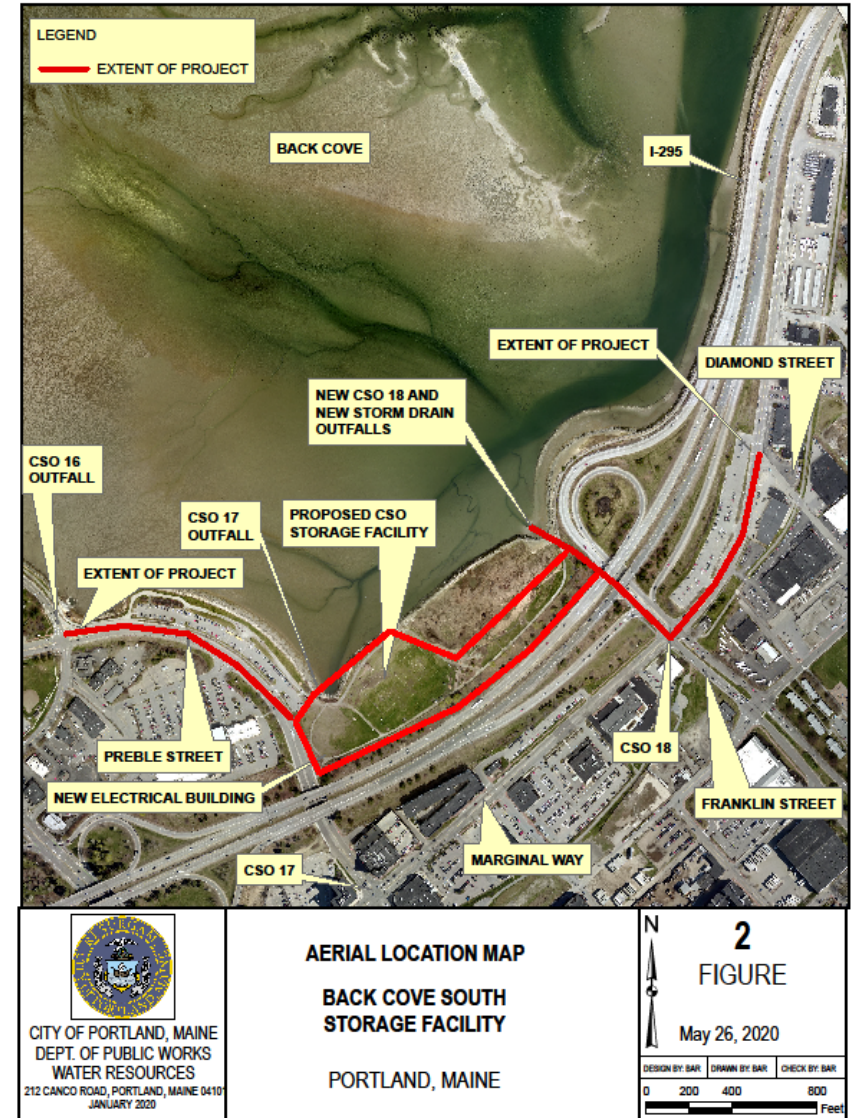 LEGEND
EXTENT OF PROJECT
BACK COVE
I-295
EXTENT OF PROJECT
DIAMOND STREET
NEW CSO 18 AND
NEW STORM DRAIN
OUTFALLS
CSO 16
OUTFALL
CSO 17
OUTFALL
PROPOSED CSO
STORAGE FACILITY
EXTENT OF PROJECT
PREBLE STREET
CSO 18
NEW ELECTRICAL BUILDING
FRANKLIN STREET
MARGINAL WAY
CSO 17
CITY OF PORTLAND, MAINE
DEPT. OF PUBLIC WORKS
WATER RESOURCES
212 CANCO ROAD, PORTLAND, MAINE 04101
JANUARY 2020
AERIAL LOCATION MAP
BACK COVE SOUTH
STORAGE FACILITY
PORTLAND, MAINE
N
2
FIGURE
May 26, 2020
DESIGN BY: BAR
DRAWN BY: BAR
CHECK BY: BAR
0 200 400 800
Feet